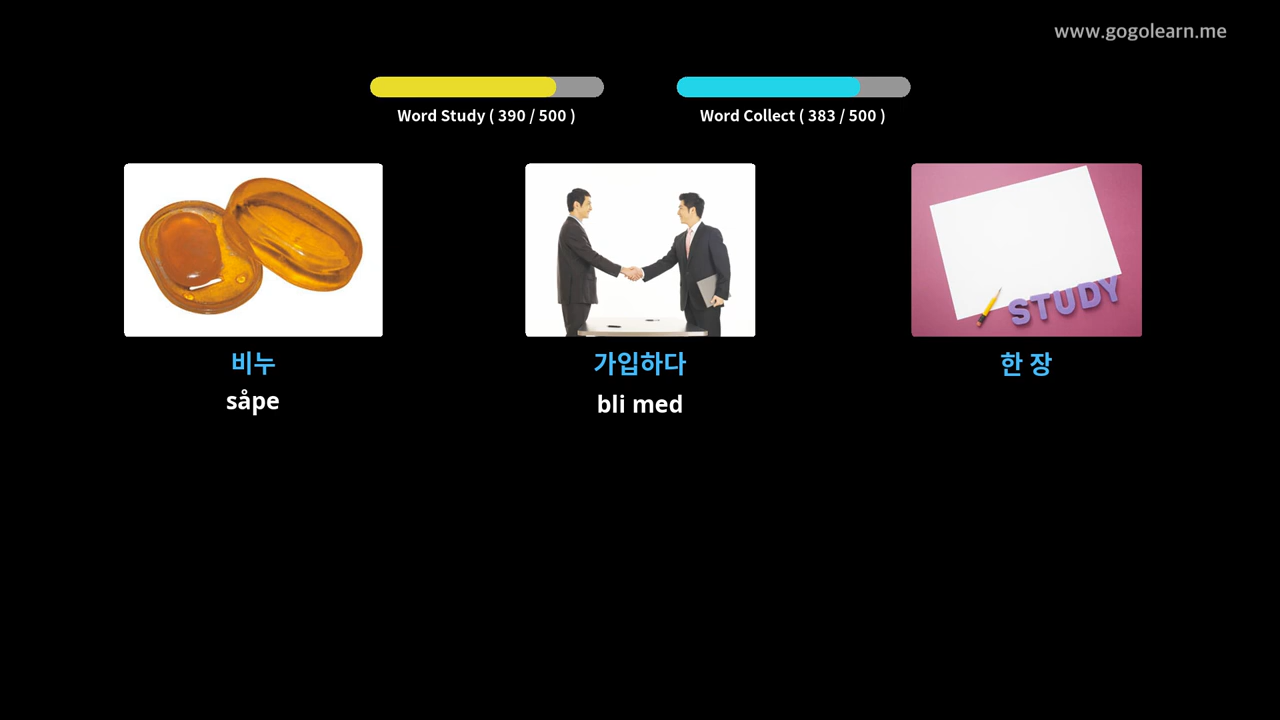 www.gogolearn.me
Word Study ( 390 / 500 )
Word Collect ( 383 / 500 )
STUDY
비누
가입하다
한 장
såpe
bli med